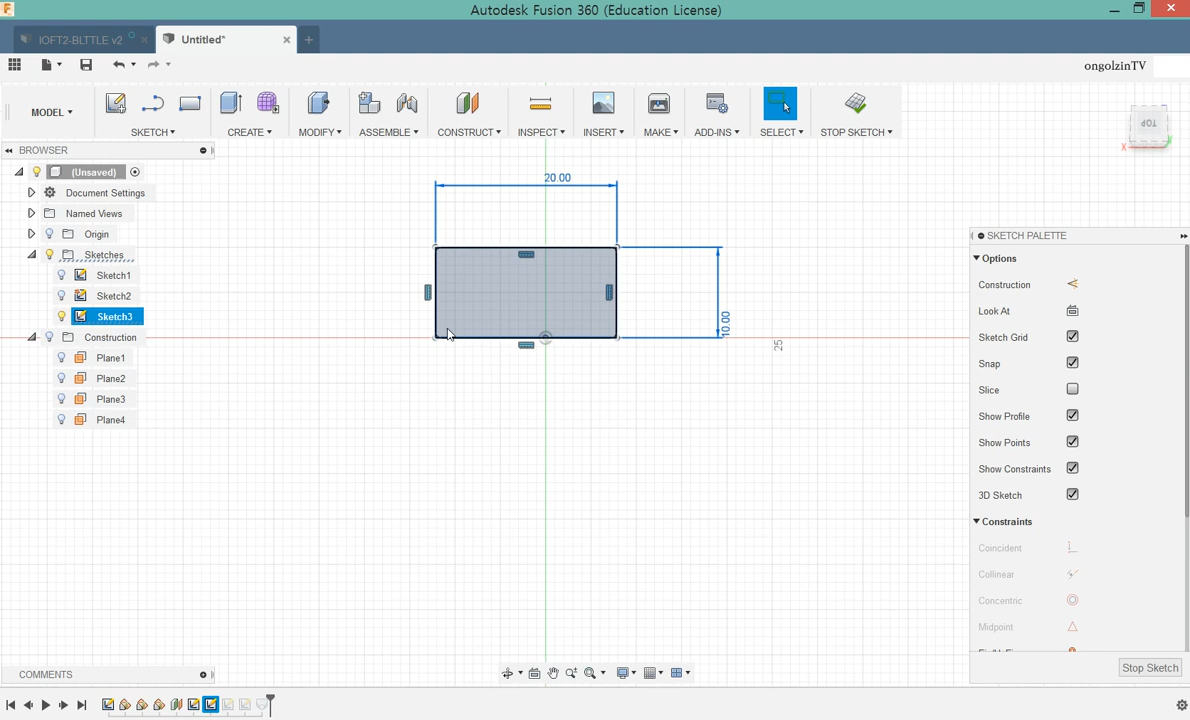 Autodesk Fusion 360 (Education License)
IOFT2-BLTTLE v2
Untitled*
ongolzinTV
MODEL
SKETCH
CREATE
MODIFY
ASSEMBLE
CONSTRUCT
INSPECT
INSERT
MAKE
ADD-INS
SELECT
STOP SKETCH
TOP
X
BROWSER
(Unsaved)
Document Settings
Named Views
Origin
Sketches
Sketch1
Sketch2
Sketch3
Construction
Plane1
Plane2
Plane3
Plane4
20.00
10.00
25
SKETCH PALETTE
Options
Construction
Look At
Sketch Grid
Snap
Slice
Show Profile
Show Points
Show Constraints
3D Sketch
Constraints
Coincident
Collinear
Concentric
Midpoint
Stop Sketch
COMMENTS